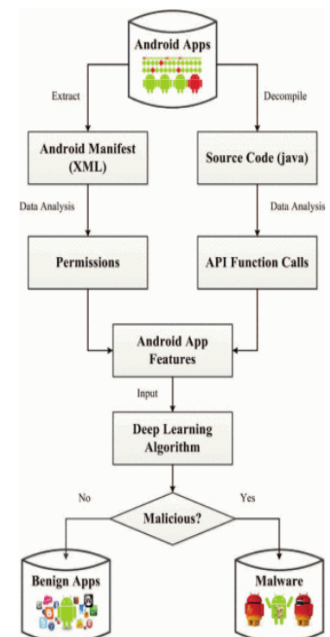 Android Apps
Extract
Decompile
Android Manifest
(XML)
Source Code (java)
Data Analysis
Data Analysis
Permissions
API Function Calls
Android App
Features
Input
Deep Learning
Algorithm
No
Yes
Malicious?
Benign Apps
Malware